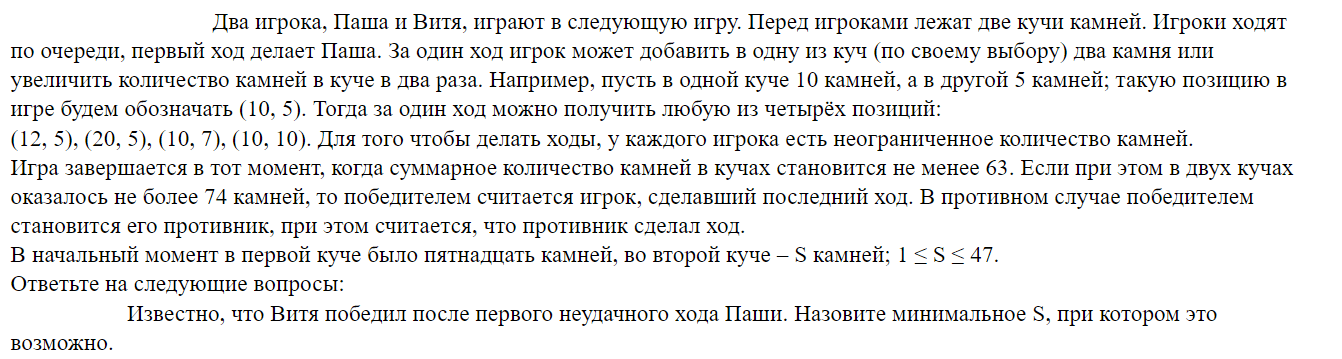 Два игрока, Паша и Витя, играют в следующую игру. Перед игроками лежат две кучи камней. Игроки ходят
по очереди, первый ход делает Паша. За один ход игрок может добавить в одну из куч (по своему выбору) два камня или
увеличить количество камней в куче в два раза. Например, пусть в одной куче 10 камней, а в другой 5 камней; такую позицию в
игре будем обозначать (10, 5). Тогда за один ход можно получить любую из четырёх позиций:
(12, 5), (20, 5), (10, 7), (10, 10). Для того чтобы делать ходы, у каждого игрока есть неограниченное количество камней.
Игра завершается в тот момент, когда суммарное количество камней в кучах становится не менее 63. Если при этом в двух кучах
оказалось не более 74 камней, то победителем считается игрок, сделавший последний ход. В противном случае победителем
становится его противник, при этом считается, что противник сделал ход.
В начальный момент в первой куче было пятнадцать камней, во второй куче – S камней; 1 ≤ S ≤ 47.
Ответьте на следующие вопросы:
Известно, что Витя победил после первого неудачного хода Паши. Назовите минимальное S, при котором это
возможно.